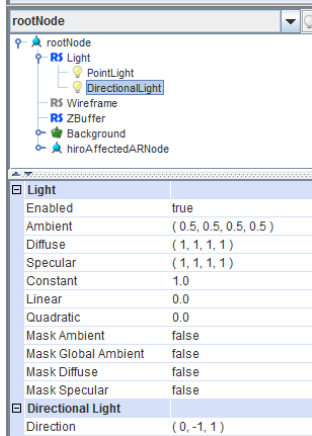 rootNode
rootNode
RS Light
PointLight
DirectionalLight
RS Wireframe
RS ZBuffer
Background
hiroAffectedARNode
Light
Enabled true
Ambient ( 0.5, 0.5, 0.5, 0.5 )
Diffuse ( 1, 1, 1, 1 )
Specular ( 1, 1, 1, 1 )
Constant 1.0
Linear 0.0
Quadratic 0.0
Mask Ambient false
Mask Global Ambient false
Mask Diffuse false
Mask Specular false
Directional Light
Direction ( 0, -1, 1 )